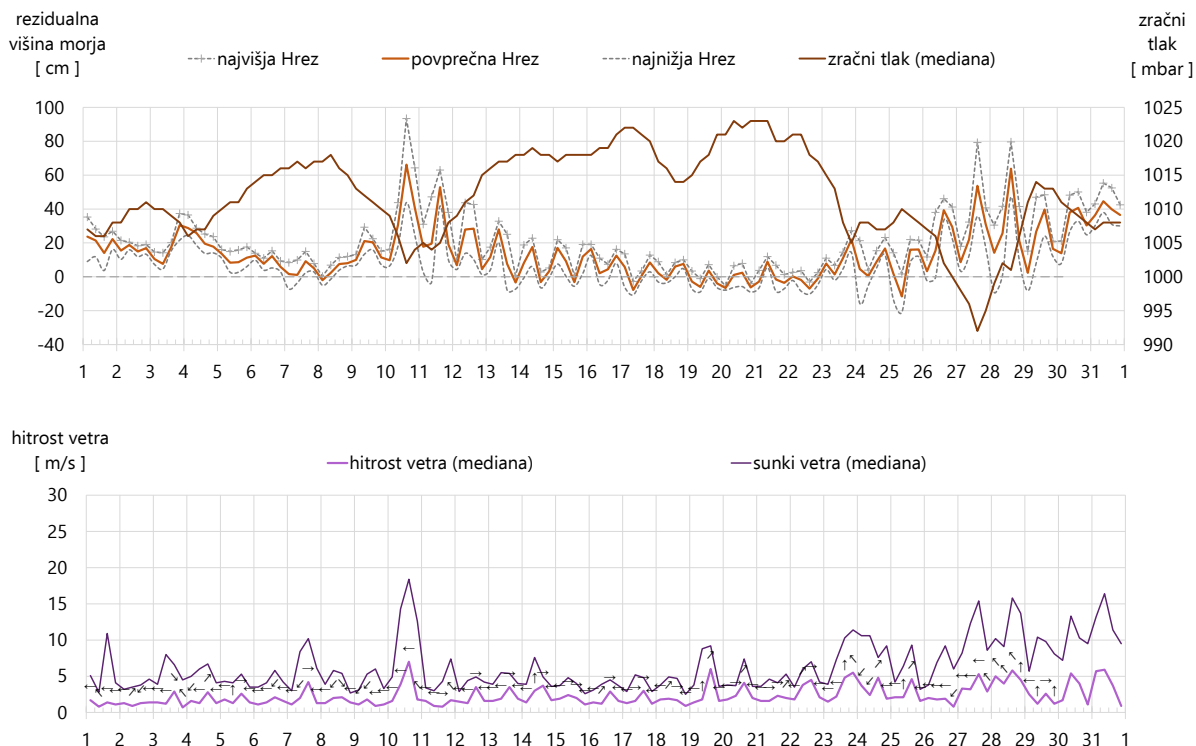 rezidualna
višina morja
[ cm ]
zračni
tlak
[ mbar ]
najvišja Hrez povprečna Hrez najnižja Hrez zračni tlak (mediana)
100 1025
80 1020
60 1015
40 1010
20 1005
0 1000
-20 995
-40 990
1 2 3 4 5 6 7 8 9 10 11 12 13 14 15 16 17 18 19 20 21 22 23 24 25 26 27 28 29 30 31 1
hitrost vetra
[ m/s ]
hitrost vetra (mediana) sunki vetra (mediana)
30
25
20
15
10
5
0
1 2 3 4 5 6 7 8 9 10 11 12 13 14 15 16 17 18 19 20 21 22 23 24 25 26 27 28 29 30 31 1